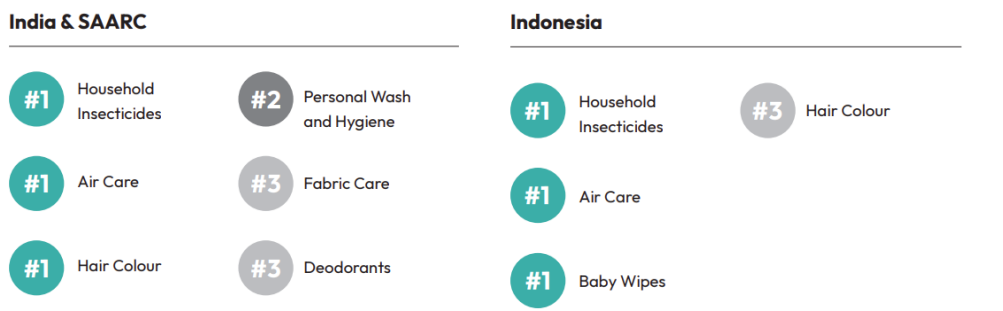 India & SAARC
#1 Household
Insecticides
#2 Personal Wash
and Hygiene
#1 Air Care
#3 Fabric Care
#1 Hair Colour
#3 Deodorants
Indonesia
#1 Household
Insecticides
#3 Hair Colour
#1 Air Care
#1 Baby Wipes